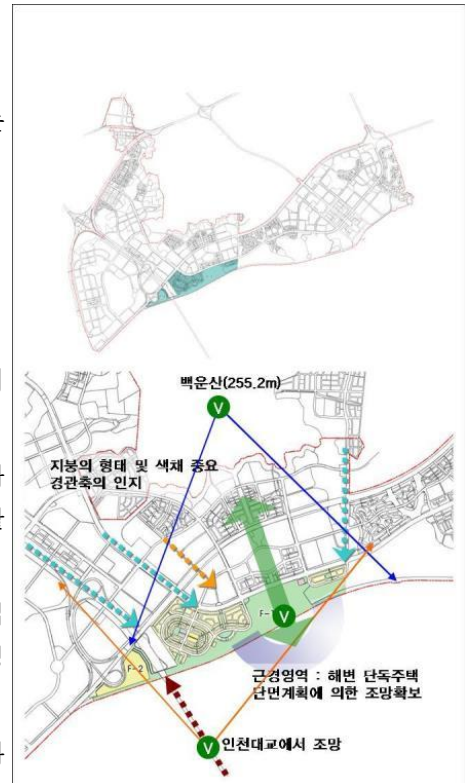 백운산(255.2m)
V
지붕의 형태 및 색채 중요
경관축의 인지
V
F-2
근경영역 : 해변 단독주택
단면계획에 의한 조망확보
V
인천대교에서 조망